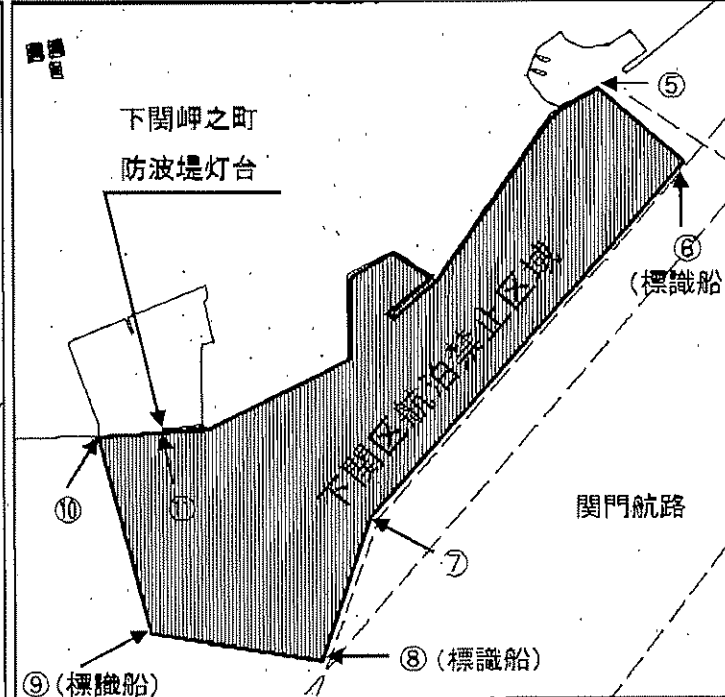 ⑤
下関岬之町
防波堤灯台
⑥
(標識船
下関区航泊禁止区域
⑩
⑪
関門航路
⑦
⑧(標識船)
⑨(標識船)